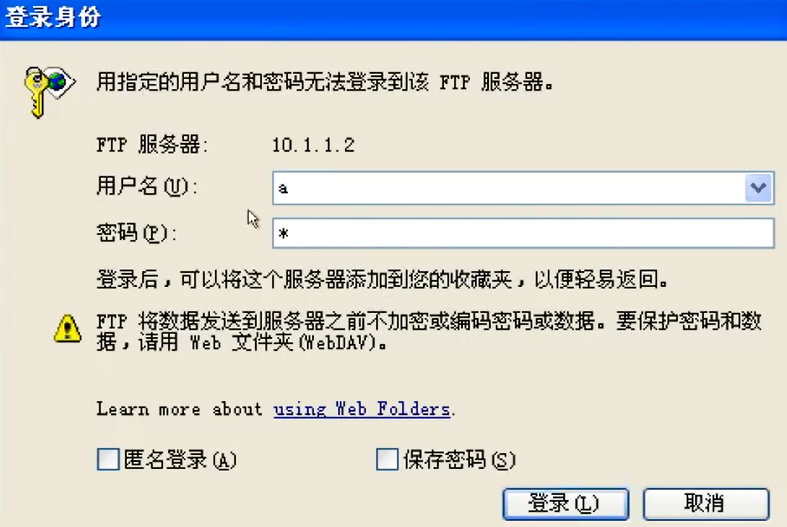 登录身份
用指定的用户名和密码无法登录到该 FTP 服务器。
FTP 服务器: 10.1.1.2
用户名(U): a
密码(P): *
登录后，可以将这个服务器添加到您的收藏夹，以便轻易返回。
FTP 将数据发送到服务器之前不加密或编码密码或数据。要保护密码和数
据，请用 Web 文件夹(WebDAV)。
Learn more about using Web Folders.
匿名登录(A) 保存密码(S)
登录(L) 取消